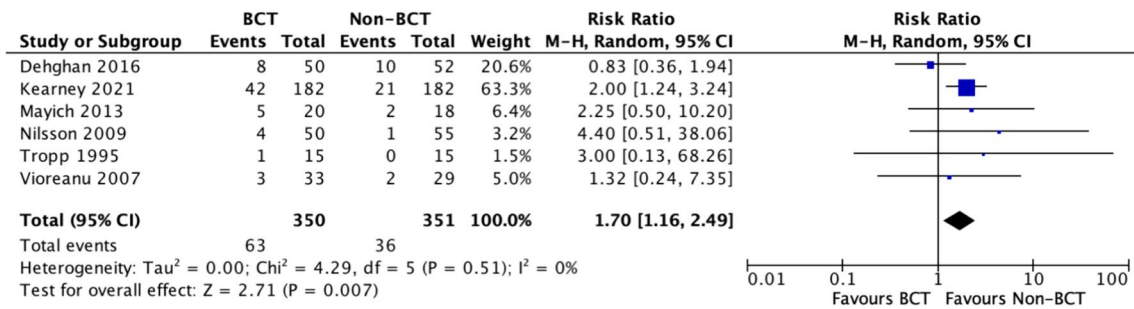 BCT Non-BCT Risk Ratio Risk Ratio
Study or Subgroup Events Total Events Total Weight M-H, Random, 95% CI M-H, Random, 95% CI
Dehghan 2016 8 50 10 52 20.6% 0.83 [0.36, 1.94]
Kearney 2021 42 182 21 182 63.3% 2.00 [1.24, 3.24]
Mayich 2013 5 20 2 18 6.4% 2.25 [0.50, 10.20]
Nilsson 2009 4 50 1 55 3.2% 4.40 [0.51, 38.06]
Tropp 1995 1 15 0 15 1.5% 3.00 [0.13, 68.26]
Vioreanu 2007 3 33 2 29 5.0% 1.32 [0.24, 7.35]
Total (95% CI) 350 351 100.0% 1.70 [1.16, 2.49]
Total events 63 36
Heterogeneity: Tau² = 0.00; Chi² = 4.29, df = 5 (P = 0.51); I² = 0%
Test for overall effect: Z = 2.71 (P = 0.007)
0.01 0.1 1 10 100
Favours BCT Favours Non-BCT